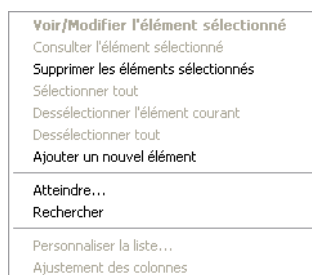 Voir/Modifier l'élément sélectionné
Consulter l'élément sélectionné
Supprimer les éléments sélectionnés
Sélectionner tout
Dessélectionner l'élément courant
Dessélectionner tout
Ajouter un nouvel élément
Atteindre...
Rechercher
Personnaliser la liste...
Ajustement des colonnes